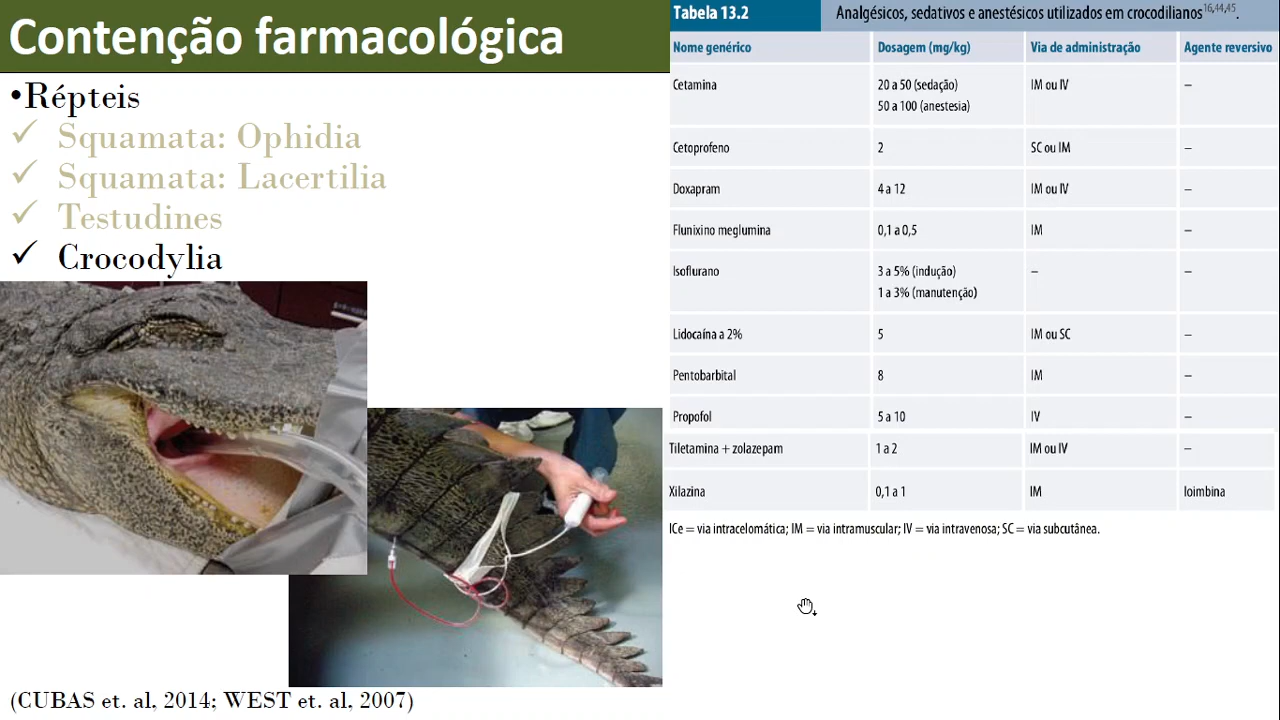 Contenção farmacológica
•Répteis
✓ Squamata: Ophidia
✓ Squamata: Lacertilia
✓ Testudines
✓ Crocodylia
(CUBAS et. al, 2014; WEST et. al, 2007)
Tabela 13.2 Analgésicos, sedativos e anestésicos utilizados em crocodilianos16,44,45.
Nome genérico Dosagem (mg/kg) Via de administração Agente reversivo
Cetamina 20 a 50 (sedação) IM ou IV –
50 a 100 (anestesia)
Cetoprofeno 2 SC ou IM –
Doxapram 4 a 12 IM ou IV –
Flunixino meglumina 0,1 a 0,5 IM –
Isoflurano 3 a 5% (indução) – –
1 a 3% (manutenção)
Lidocaína a 2% 5 IM ou SC –
Pentobarbital 8 IM –
Propofol 5 a 10 IV –
Tiletamina + zolazepam 1 a 2 IM ou IV –
Xilazina 0,1 a 1 IM Ioimbina
ICe = via intracelomática; IM = via intramuscular; IV = via intravenosa; SC = via subcutânea.